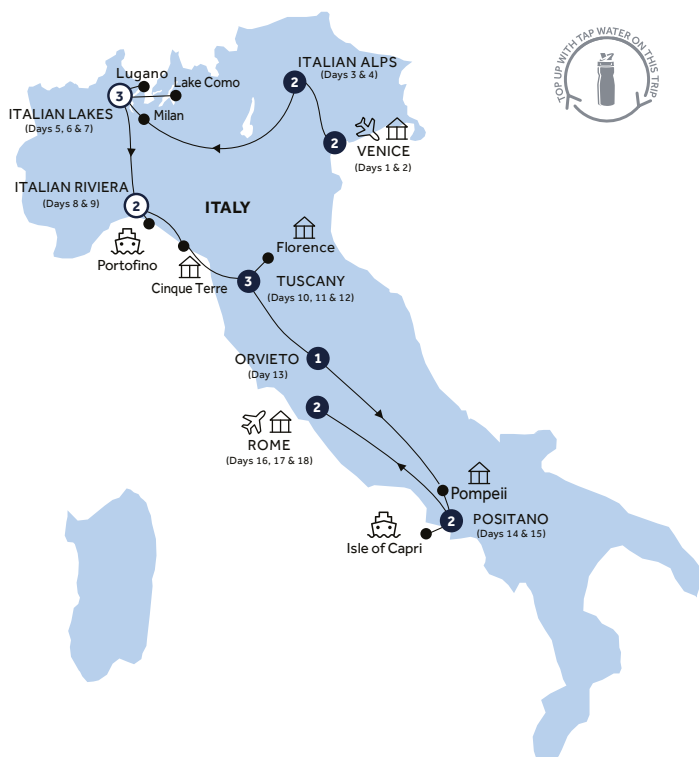 TOP UP WITH TAP WATER ON THIS TRIP
ITALIAN ALPS
(Days 3 & 4)
2
Lugano
Lake Como
3
ITALIAN LAKES
(Days 5, 6 & 7)
Milan
2
VENICE
(Days 1 & 2)
ITALIAN RIVIERA
(Days 8 & 9)
2
ITALY
Portofino
Cinque Terre
Florence
3
TUSCANY
(Days 10, 11 & 12)
ORVIETO
(Day 13)
1
2
ROME
(Days 16, 17 & 18)
Pompeii
2
POSITANO
(Days 14 & 15)
Isle of Capri